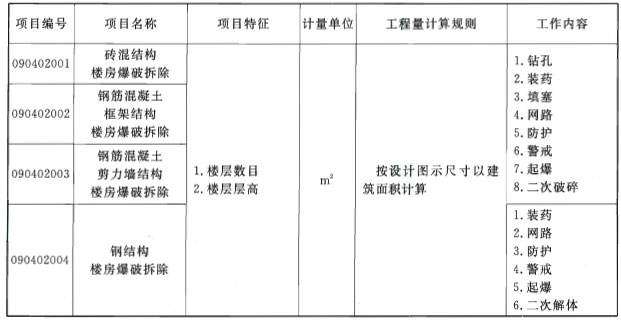 项目编号 项目名称 项目特征 计量单位 工程量计算规则 工作内容
090402001
砖混结构
楼房爆破拆除
090402002
钢筋混凝土
框架结构
楼房爆破拆除
090402003
钢筋混凝土
剪力墙结构
楼房爆破拆除
090402004
钢结构
楼房爆破拆除
1.楼层数目
2.楼层层高
m²
按设计图示尺寸以建
筑面积计算
1.钻孔
2.装药
3.填塞
4.网路
5.防护
6.警戒
7.起爆
8.二次破碎
1.装药
2.网路
3.防护
4.警戒
5.起爆
6.二次解体